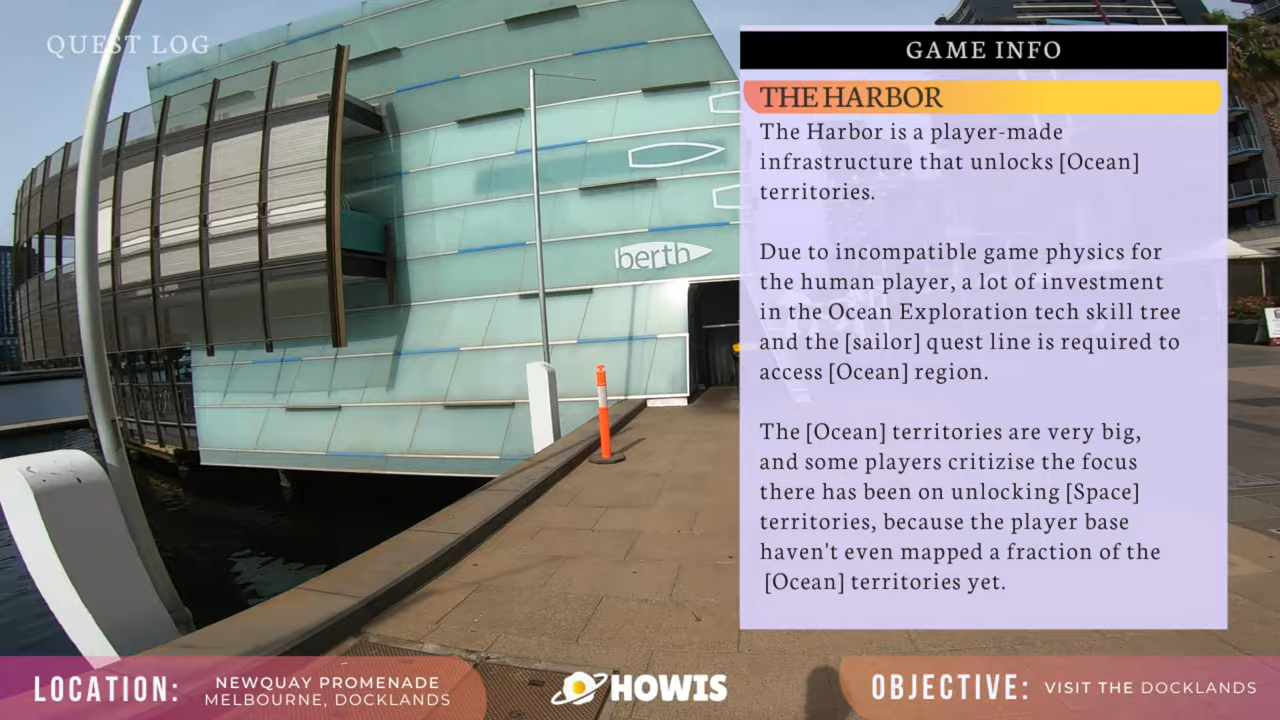 QUEST LOG
GAME INFO
THE HARBOR
The Harbor is a player-made
infrastructure that unlocks [Ocean]
territories.
Due to incompatible game physics for
the human player, a lot of investment
in the Ocean Exploration tech skill tree
and the [sailor] quest line is required to
access [Ocean] region.
The [Ocean] territories are very big,
and some players critizise the focus
there has been on unlocking [Space]
territories, because the player base
haven't even mapped a fraction of the
[Ocean] territories yet.
berth
LOCATION:
NEWQUAY PROMENADE
MELBOURNE, DOCKLANDS
HOWIS
OBJECTIVE:
VISIT THE DOCKLANDS